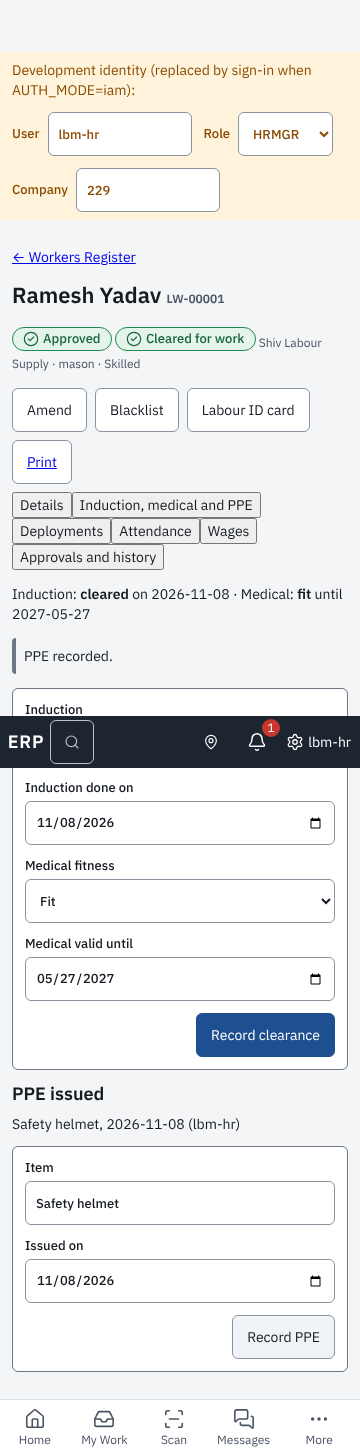 Development identity (replaced by sign-in when
AUTH_MODE=iam):
User lbm-hr Role HRMGR
Company 229
← Workers Register
Ramesh Yadav LW-00001
Approved Cleared for work Shiv Labour
Supply · mason · Skilled
Amend Blacklist Labour ID card
Print
Details Induction, medical and PPE
Deployments Attendance Wages
Approvals and history
Induction: cleared on 2026-11-08 · Medical: fit until
2027-05-27
PPE recorded.
Induction
ERP 1 lbm-hr
Induction done on
11/08/2026
Medical fitness
Fit
Medical valid until
05/27/2027
Record clearance
PPE issued
Safety helmet, 2026-11-08 (lbm-hr)
Item
Safety helmet
Issued on
11/08/2026
Record PPE
Home My Work Scan Messages More